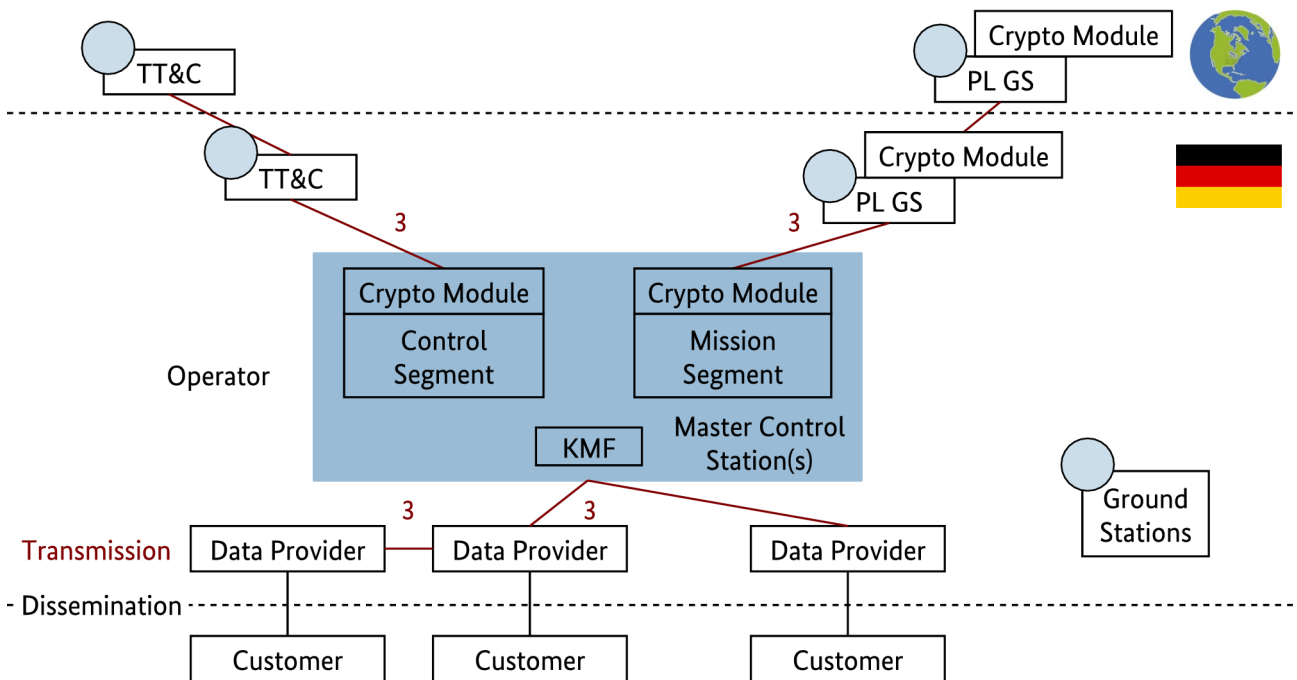 Crypto Module
TT&C
PL GS
Crypto Module
TT&C
PL GS
3
3
Crypto Module
Crypto Module
Control
Segment
Mission
Segment
Operator
Master Control
Station(s)
KMF
Ground
Stations
3
3
Transmission
Data Provider
Data Provider
Data Provider
Dissemination
Customer
Customer
Customer